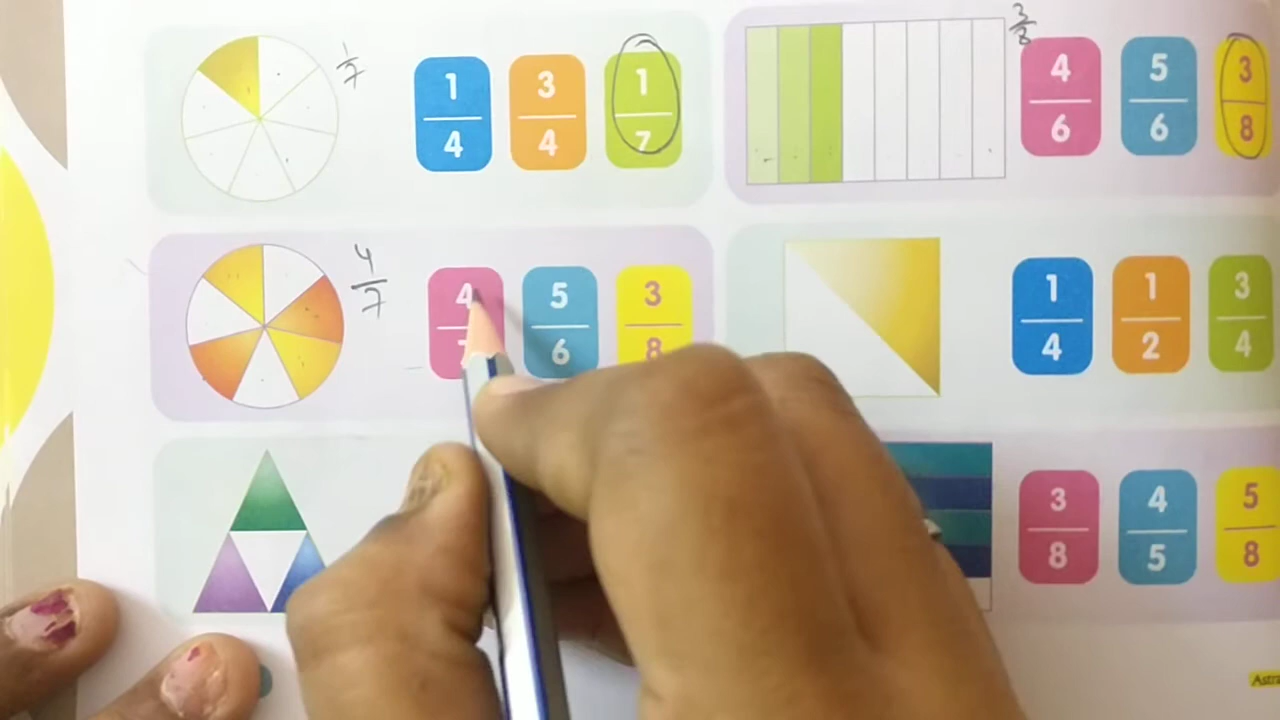 1/7 1/4 3/4 1/7
3/8 4/6 5/6 3/8
4/7 4/7 5/6 3/8
1/4 1/2 3/4
3/8 4/5 5/8